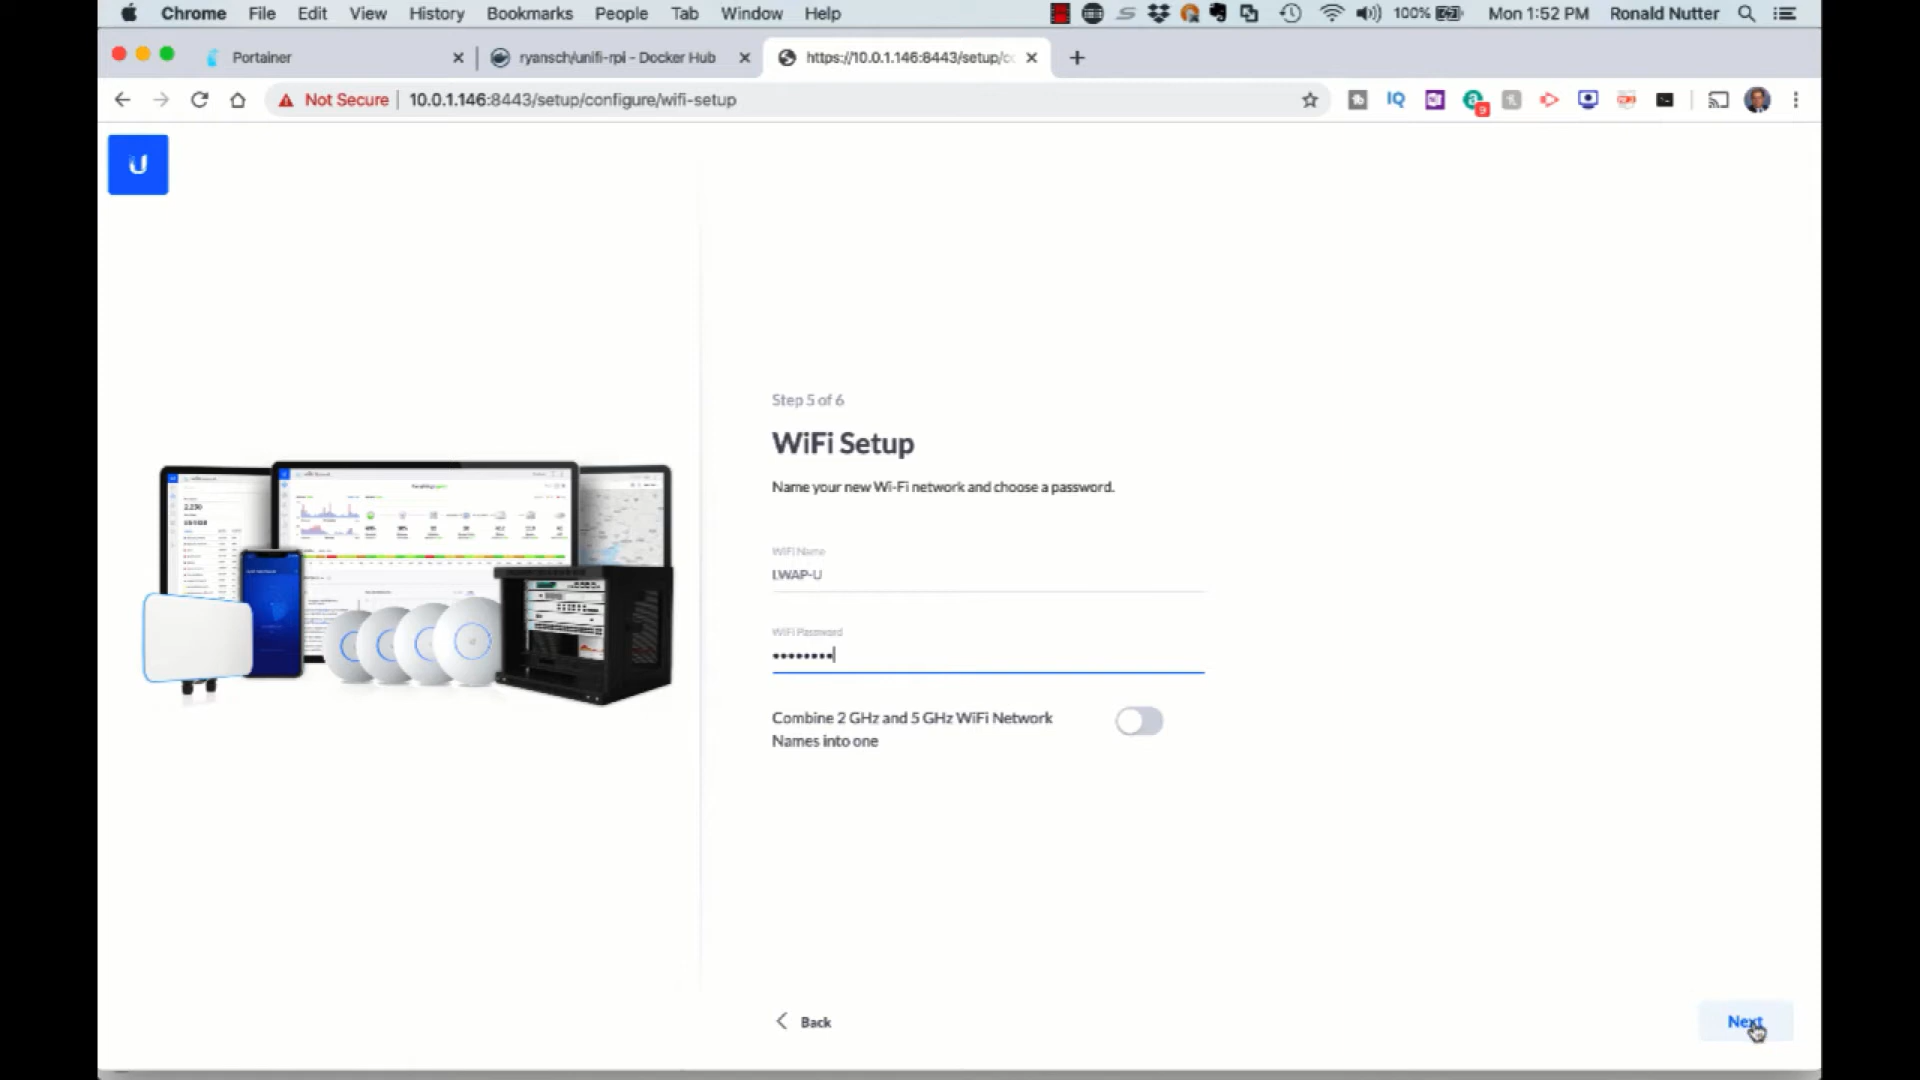 Chrome File Edit View History Bookmarks People Tab Window Help 100% Mon 1:52 PM Ronald Nutter
Portainer ryansch/unifi-rpi - Docker Hub https://10.0.1.146:8443/setup/cc
Not Secure 10.0.1.146:8443/setup/configure/wifi-setup IQ 9
U
Step 5 of 6
WiFi Setup
Name your new Wi-Fi network and choose a password.
WiFi Name
LWAP-U
WiFi Password
••••••••
Combine 2 GHz and 5 GHz WiFi Network
Names into one
Back
Next